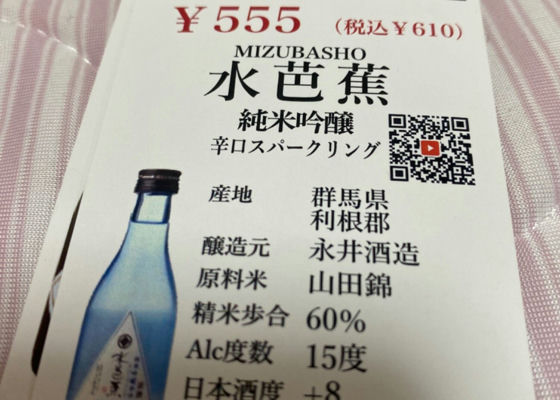 ￥555 (税込￥610)
MIZUBASHO
水芭蕉
純米吟醸
辛口スパークリング
産地 群馬県
利根郡
醸造元 永井酒造
原料米 山田錦
精米歩合 60%
Alc度数 15度
日本酒度 +8
水芭蕉